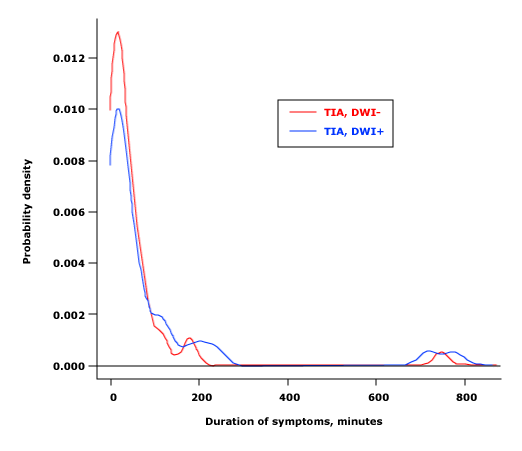 0.012
0.010
0.008
0.006
0.004
0.002
0.000
Probability density
TIA, DWI-
TIA, DWI+
0 200 400 600 800
Duration of symptoms, minutes